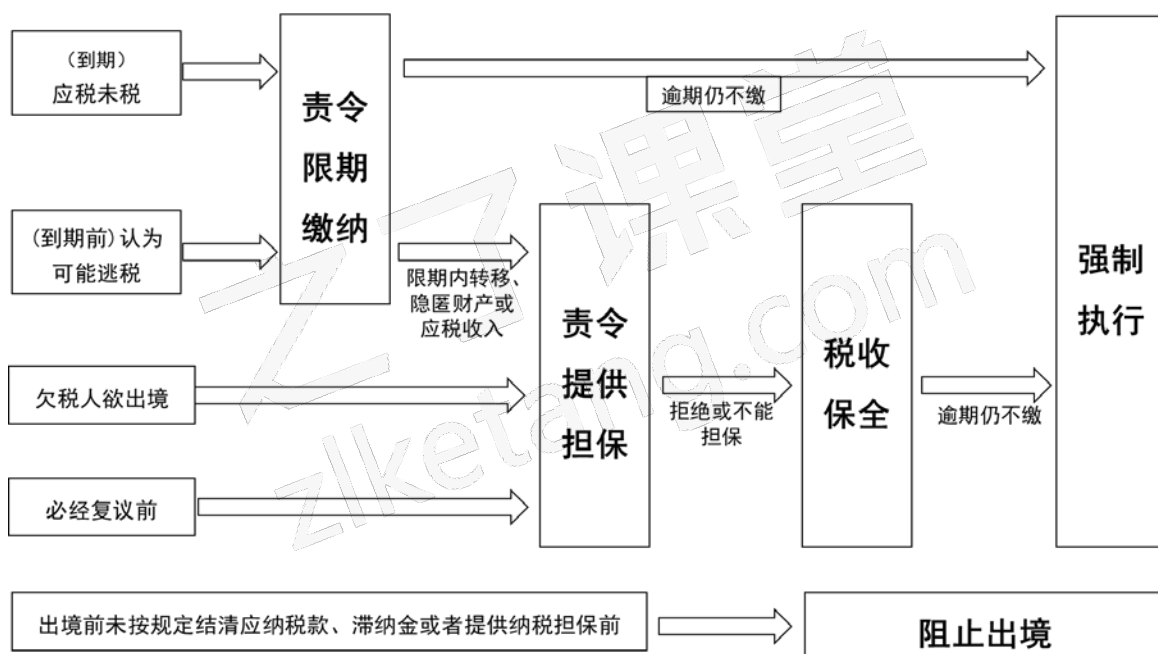 （到期）
应税未税
责令
限期
缴纳
逾期仍不缴
强制
执行
(到期前)认为
可能逃税
限期内转移、
隐匿财产或
应税收入
责令
提供
担保
税收
保全
欠税人欲出境
拒绝或不能
担保
逾期仍不缴
必经复议前
出境前未按规定结清应纳税款、滞纳金或者提供纳税担保前
阻止出境
之了课堂
zlketang.com